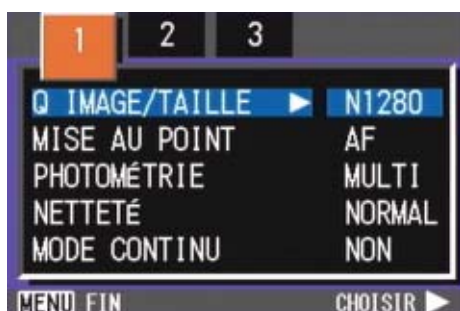 1 2 3
Q IMAGE/TAILLE ▶ N1280
MISE AU POINT AF
PHOTOMÉTRIE MULTI
NETTETÉ NORMAL
MODE CONTINU NON
MENU FIN CHOISIR ▶